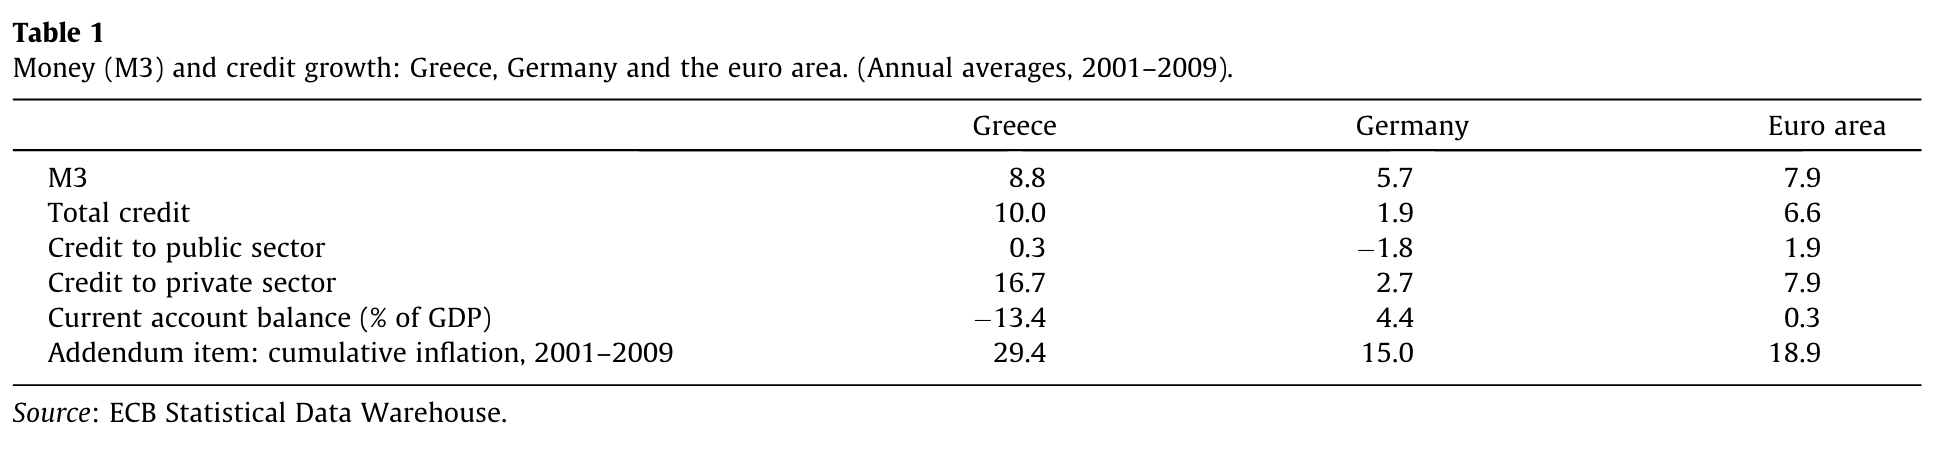 Table 1
Money (M3) and credit growth: Greece, Germany and the euro area. (Annual averages, 2001–2009).
Greece Germany Euro area
M3 8.8 5.7 7.9
Total credit 10.0 1.9 6.6
Credit to public sector 0.3 −1.8 1.9
Credit to private sector 16.7 2.7 7.9
Current account balance (% of GDP) −13.4 4.4 0.3
Addendum item: cumulative inflation, 2001–2009 29.4 15.0 18.9
Source: ECB Statistical Data Warehouse.